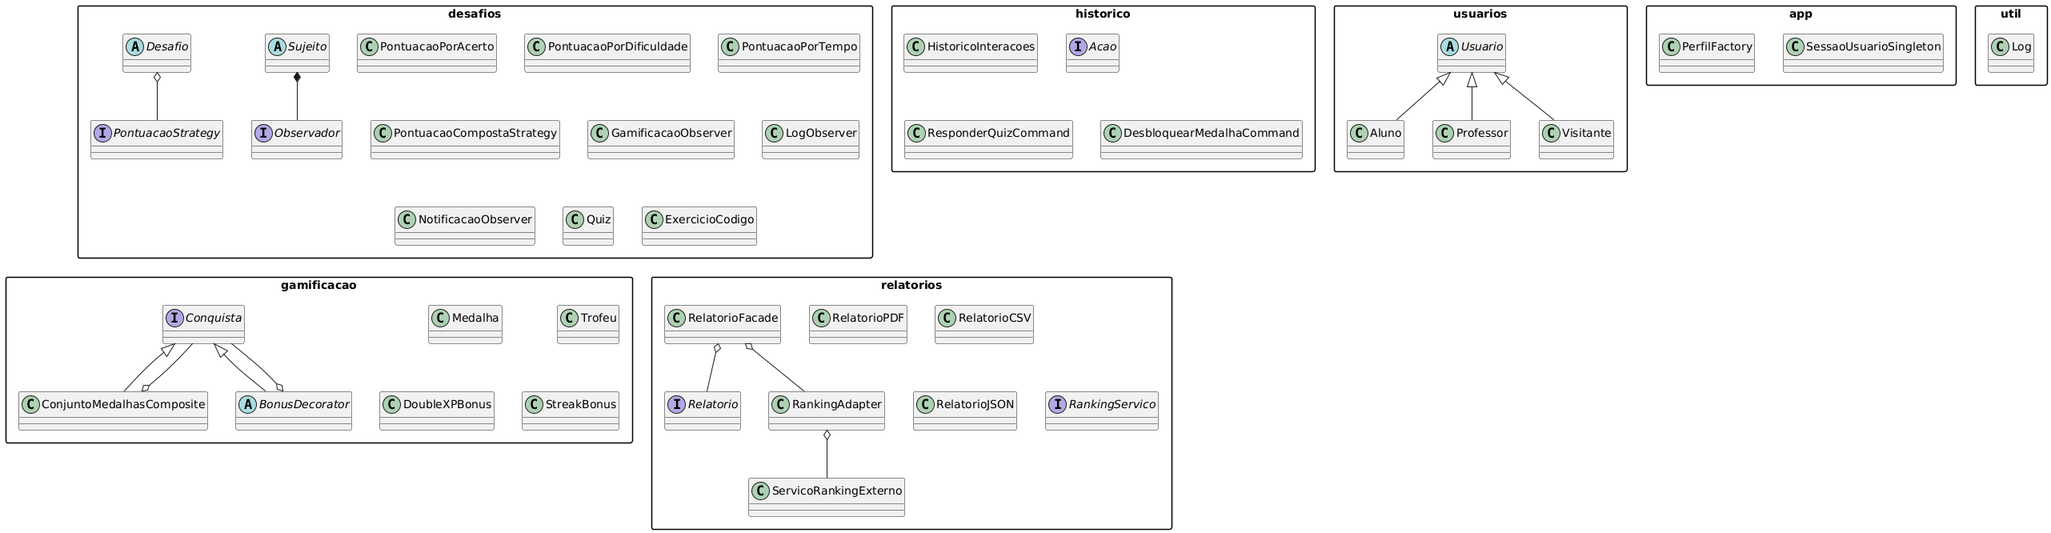 desafios
A Desafio
A Sujeito
C PontuacaoPorAcerto
C PontuacaoPorDificuldade
C PontuacaoPorTempo
I PontuacaoStrategy
I Observador
C PontuacaoCompostaStrategy
C GamificacaoObserver
C LogObserver
C NotificacaoObserver
C Quiz
C ExercicioCodigo
historico
C HistoricoInteracoes
I Acao
C ResponderQuizCommand
C DesbloquearMedalhaCommand
usuarios
A Usuario
C Aluno
C Professor
C Visitante
app
C PerfilFactory
C SessaoUsuarioSingleton
util
C Log
gamificacao
I Conquista
C Medalha
C Trofeu
C ConjuntoMedalhasComposite
A BonusDecorator
C DoubleXPBonus
C StreakBonus
relatorios
C RelatorioFacade
C RelatorioPDF
C RelatorioCSV
I Relatorio
C RankingAdapter
C RelatorioJSON
I RankingServico
C ServicoRankingExterno